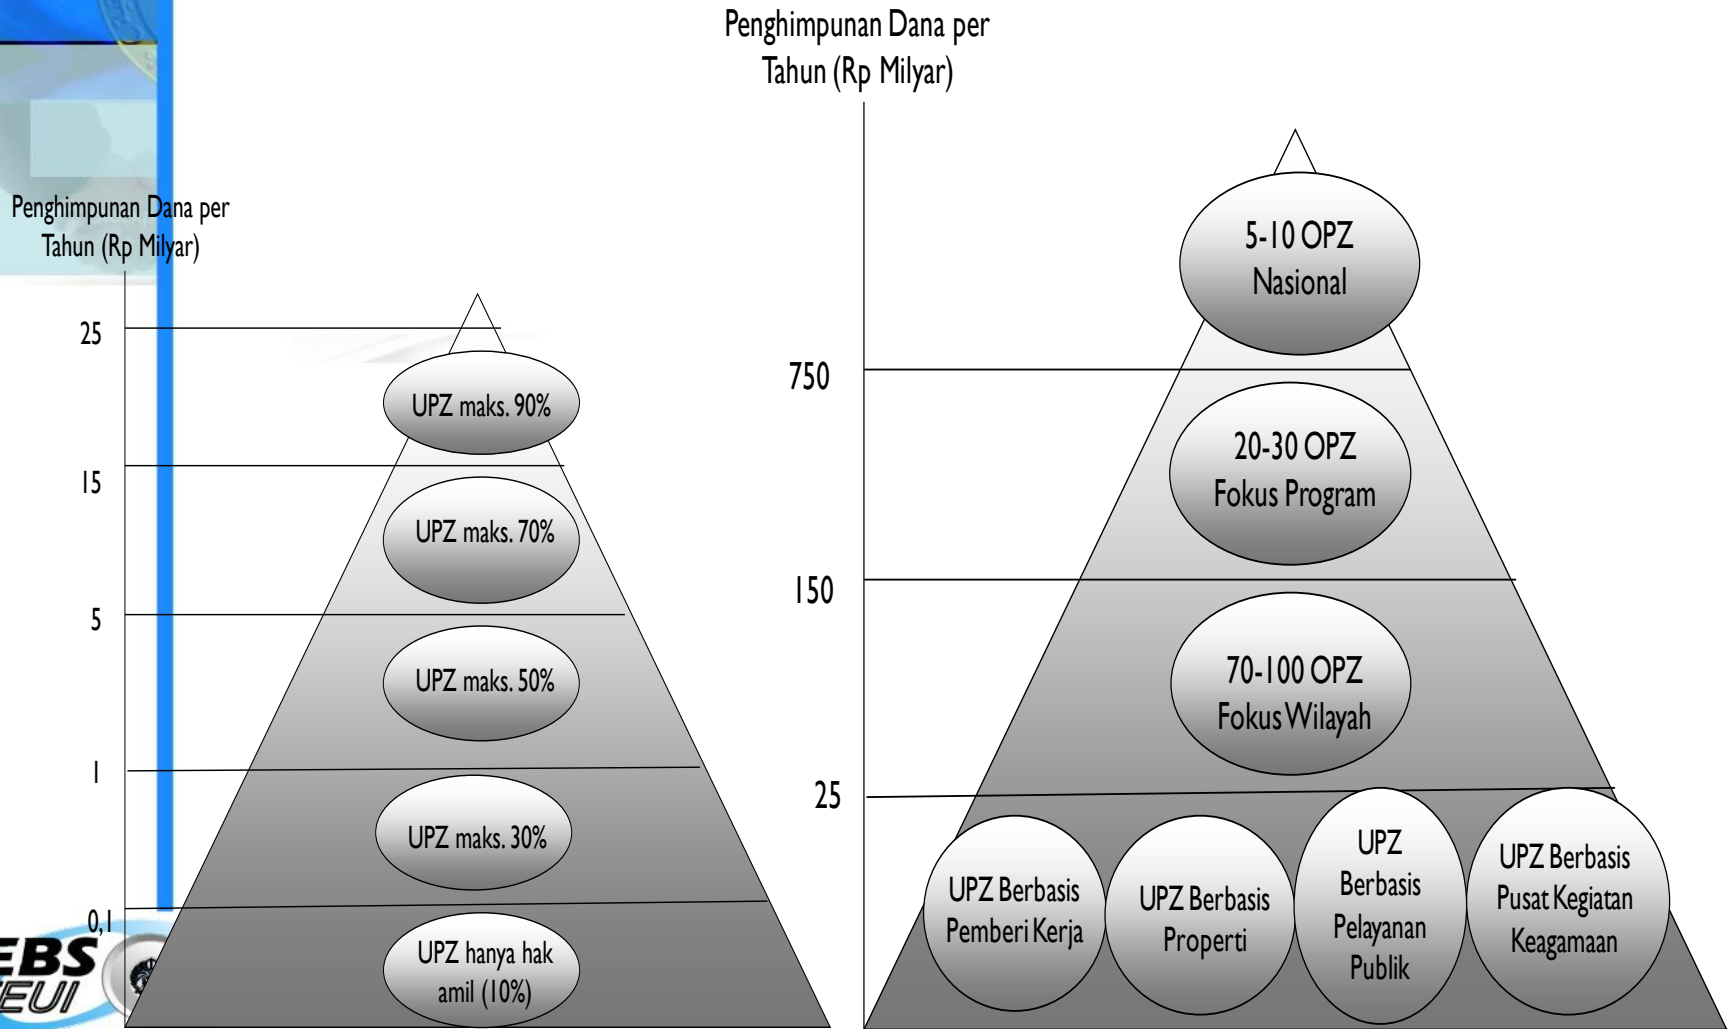 Penghimpunan Dana per
Tahun (Rp Milyar)
25
UPZ maks. 90%
15
UPZ maks. 70%
5
UPZ maks. 50%
1
UPZ maks. 30%
0,1
UPZ hanya hak
amil (10%)
EBS
EUI
Penghimpunan Dana per
Tahun (Rp Milyar)
5-10 OPZ
Nasional
750
20-30 OPZ
Fokus Program
150
70-100 OPZ
Fokus Wilayah
25
UPZ Berbasis
Pemberi Kerja
UPZ Berbasis
Properti
UPZ
Berbasis
Pelayanan
Publik
UPZ Berbasis
Pusat Kegiatan
Keagamaan